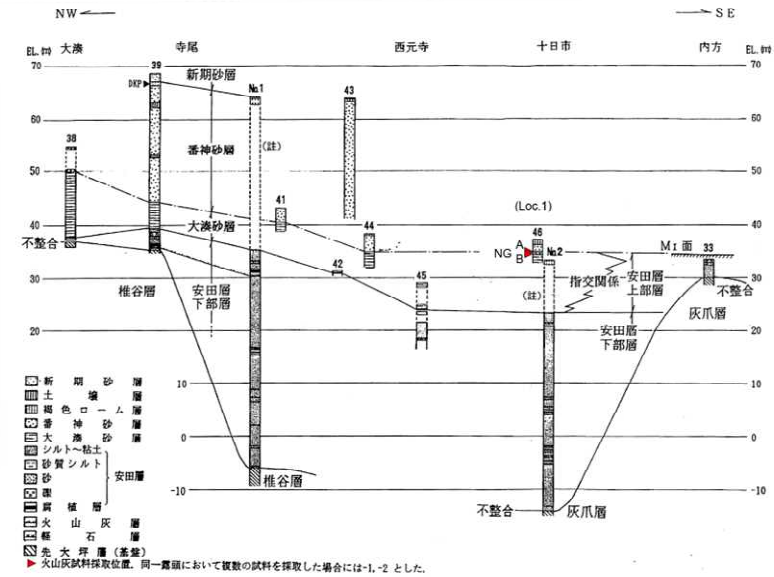 NW SE
EL.(m) 大湊 寺尾 西元寺 十日市 内方 EL.(m)
70 70
60 60
50 50
40 40
30 30
20 20
10 10
0 0
-10 -10
38
39
DKP
No.1
43
41
44
42
45
46
No.2
33
新期砂層
番神砂層
(註)
大湊砂層
不整合
椎谷層
安田層
下部層
(Loc.1)
NG
A
B
(註)
指交関係
安田層
上部層
M1面
不整合
灰爪層
安田層
下部層
椎谷層
不整合
灰爪層
新期砂層
土壌層
褐色ローム層
番神砂層
大湊砂層
シルト~粘土
砂質シルト
砂
礫
腐植層
安田層
火山灰層
軽石層
先大坪層(基盤)
火山灰試料採取位置. 同一露頭において複数の試料を採取した場合には-1, -2 とした.